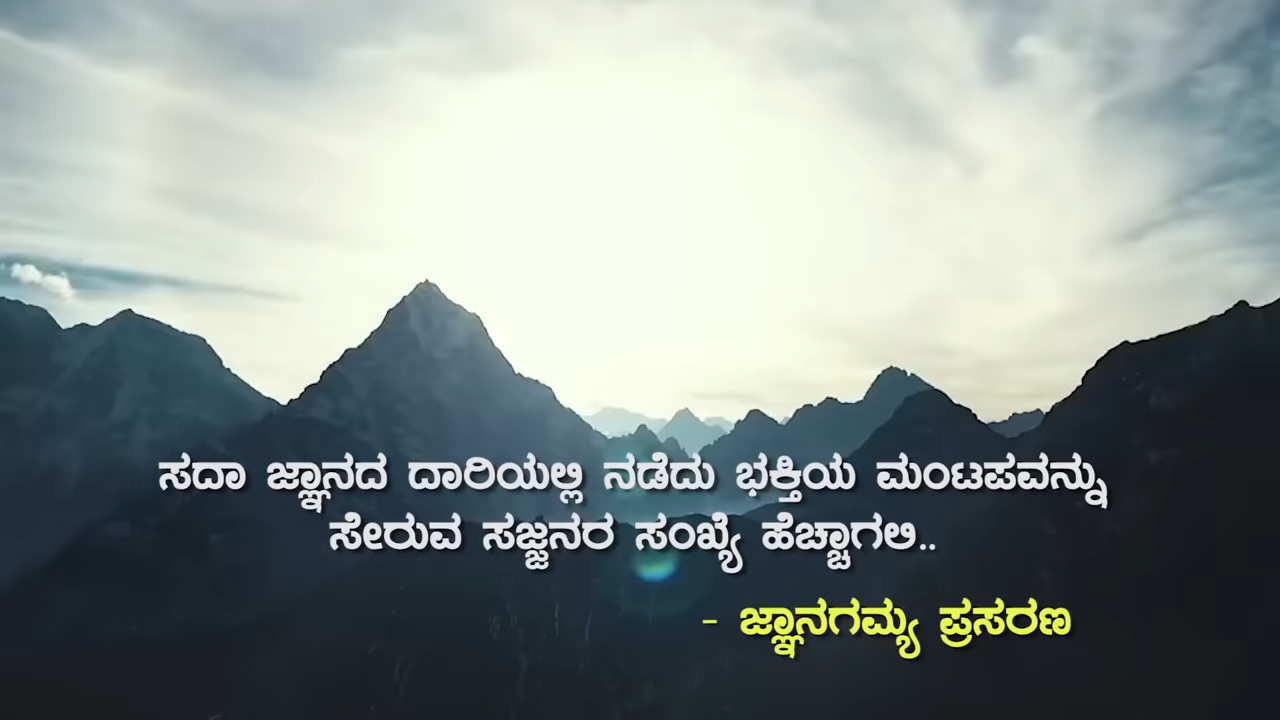 ಸದಾ ಜ್ಞಾನದ ದಾರಿಯಲ್ಲಿ ನಡೆದು ಭಕ್ತಿಯ ಮಂಟಪವನ್ನು
ಸೇರುವ ಸಜ್ಜನರ ಸಂಖ್ಯೆ ಹೆಚ್ಚಾಗಲಿ..
- ಜ್ಞಾನಗಮ್ಯ ಪ್ರಸರಣ